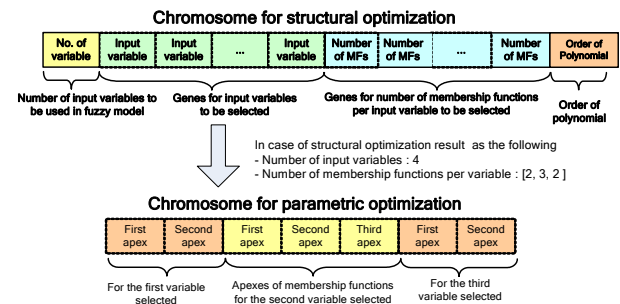 Chromosome for structural optimization
No. of variable
Input variable
Input variable
...
Input variable
Number of MFs
Number of MFs
...
Number of MFs
Order of Polynomial
Number of input variables to be used in fuzzy model
Genes for input variables to be selected
Genes for number of membership functions per input variable to be selected
Order of polynomial
In case of structural optimization result as the following
- Number of input variables : 4
- Number of membership functions per variable : [2, 3, 2 ]
Chromosome for parametric optimization
First apex
Second apex
First apex
Second apex
Third apex
First apex
Second apex
For the first variable selected
Apexes of membership functions for the second variable selected
For the third variable selected